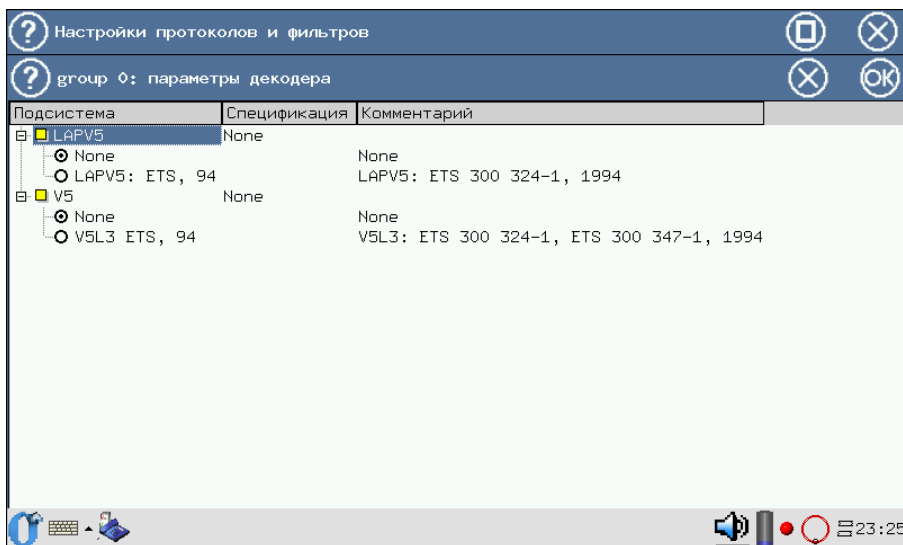 Настройки протоколов и фильтров
group 0: параметры декодера
OK
Подсистема Спецификация Комментарий
LAPV5 None
None None
LAPV5: ETS, 94 LAPV5: ETS 300 324-1, 1994
V5 None
None None
V5L3 ETS, 94 V5L3: ETS 300 324-1, ETS 300 347-1, 1994
23:25